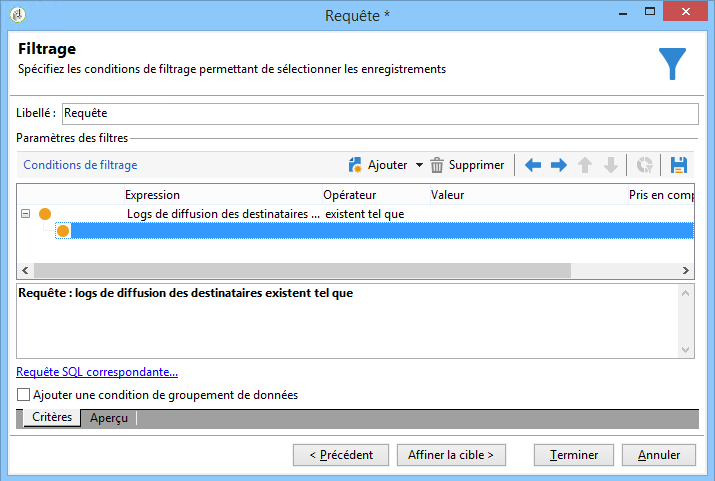 Requête *
Filtrage
Spécifiez les conditions de filtrage permettant de sélectionner les enregistrements
Libellé : Requête
Paramètres des filtres
Conditions de filtrage Ajouter Supprimer
Expression Opérateur Valeur Pris en comp
Logs de diffusion des destinataires ... existent tel que
Requête : logs de diffusion des destinataires existent tel que
Requête SQL correspondante...
Ajouter une condition de groupement de données
Critères Aperçu
< Précédent Affiner la cible > Terminer Annuler